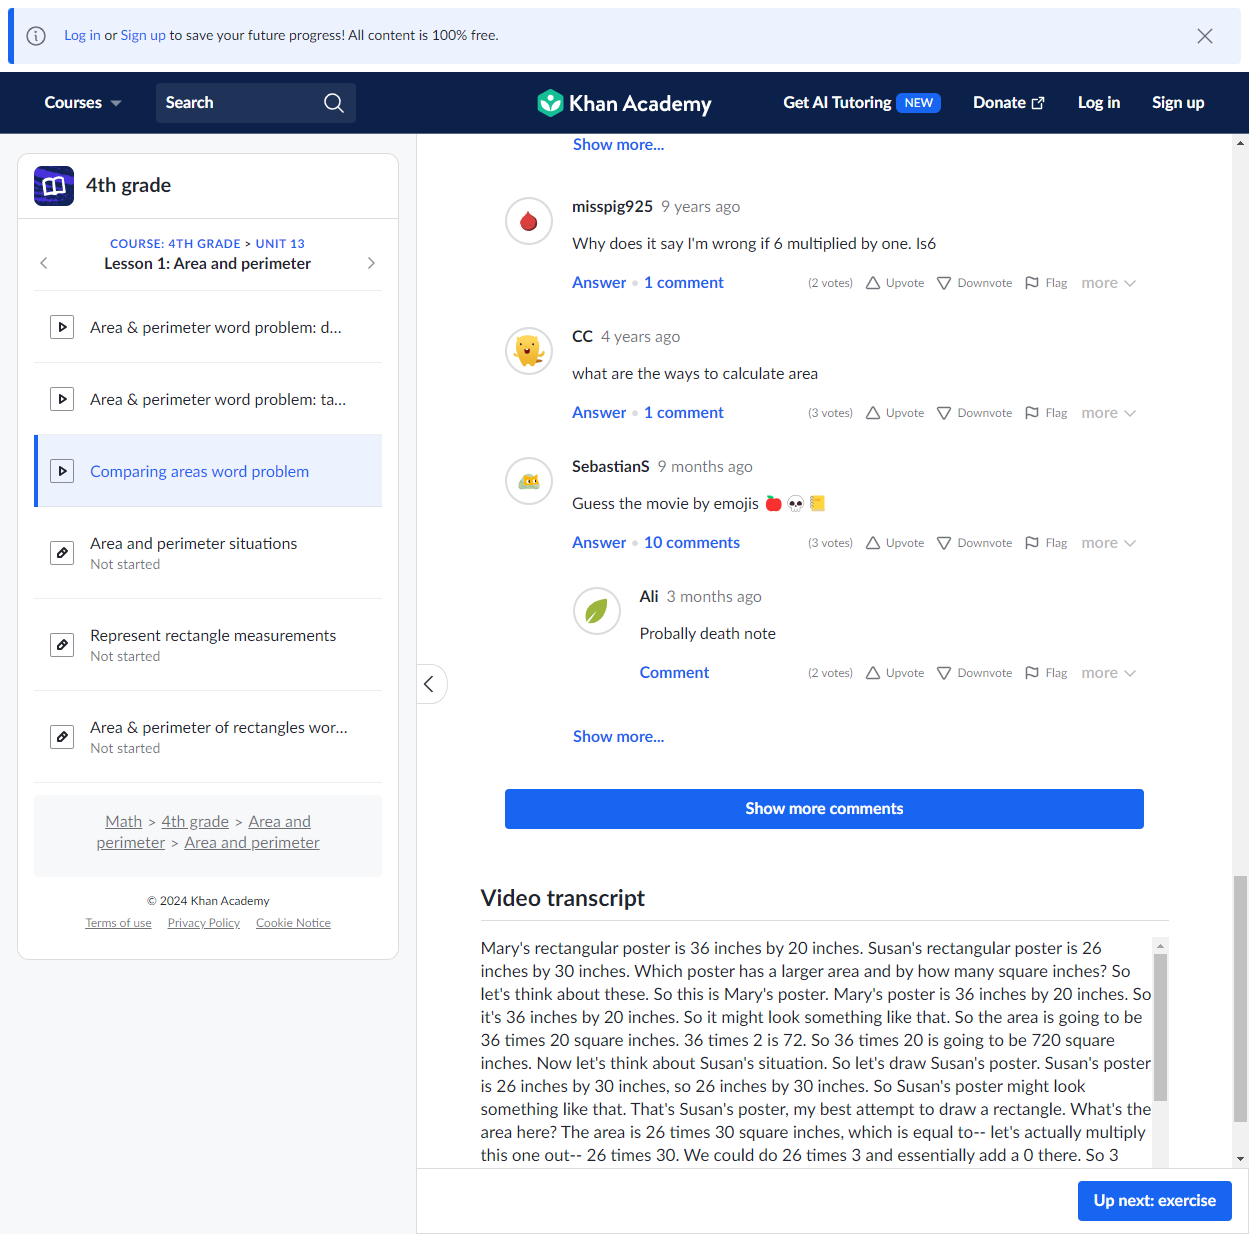 Log in or Sign up to save your future progress! All content is 100% free.
Courses
Search
Khan Academy
Get AI Tutoring NEW
Donate
Log in
Sign up
4th grade
COURSE: 4TH GRADE > UNIT 13
Lesson 1: Area and perimeter
Area & perimeter word problem: d...
Area & perimeter word problem: ta...
Comparing areas word problem
Area and perimeter situations
Not started
Represent rectangle measurements
Not started
Area & perimeter of rectangles wor...
Not started
Math > 4th grade > Area and
perimeter > Area and perimeter
© 2024 Khan Academy
Terms of use Privacy Policy Cookie Notice
Show more...
misspig925 9 years ago
Why does it say I'm wrong if 6 multiplied by one. Is6
Answer • 1 comment (2 votes) Upvote Downvote Flag more
CC 4 years ago
what are the ways to calculate area
Answer • 1 comment (3 votes) Upvote Downvote Flag more
SebastianS 9 months ago
Guess the movie by emojis 🍎 💀 📒
Answer • 10 comments (3 votes) Upvote Downvote Flag more
Ali 3 months ago
Probally death note
Comment (2 votes) Upvote Downvote Flag more
Show more...
Show more comments
Video transcript
Mary's rectangular poster is 36 inches by 20 inches. Susan's rectangular poster is 26
inches by 30 inches. Which poster has a larger area and by how many square inches? So
let's think about these. So this is Mary's poster. Mary's poster is 36 inches by 20 inches. So
it's 36 inches by 20 inches. So it might look something like that. So the area is going to be
36 times 20 square inches. 36 times 2 is 72. So 36 times 20 is going to be 720 square
inches. Now let's think about Susan's situation. So let's draw Susan's poster. Susan's poster
is 26 inches by 30 inches, so 26 inches by 30 inches. So Susan's poster might look
something like that. That's Susan's poster, my best attempt to draw a rectangle. What's the
area here? The area is 26 times 30 square inches, which is equal to-- let's actually multiply
this one out-- 26 times 30. We could do 26 times 3 and essentially add a 0 there. So 3
Up next: exercise